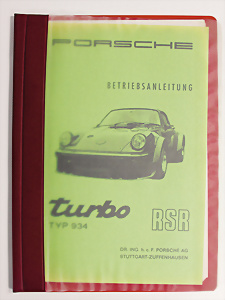 PORSCHE
BETRIEBSANLEITUNG
turbo RSR
TYP 934
DR. ING. h. c. F. PORSCHE AG
STUTTGART-ZUFFENHAUSEN